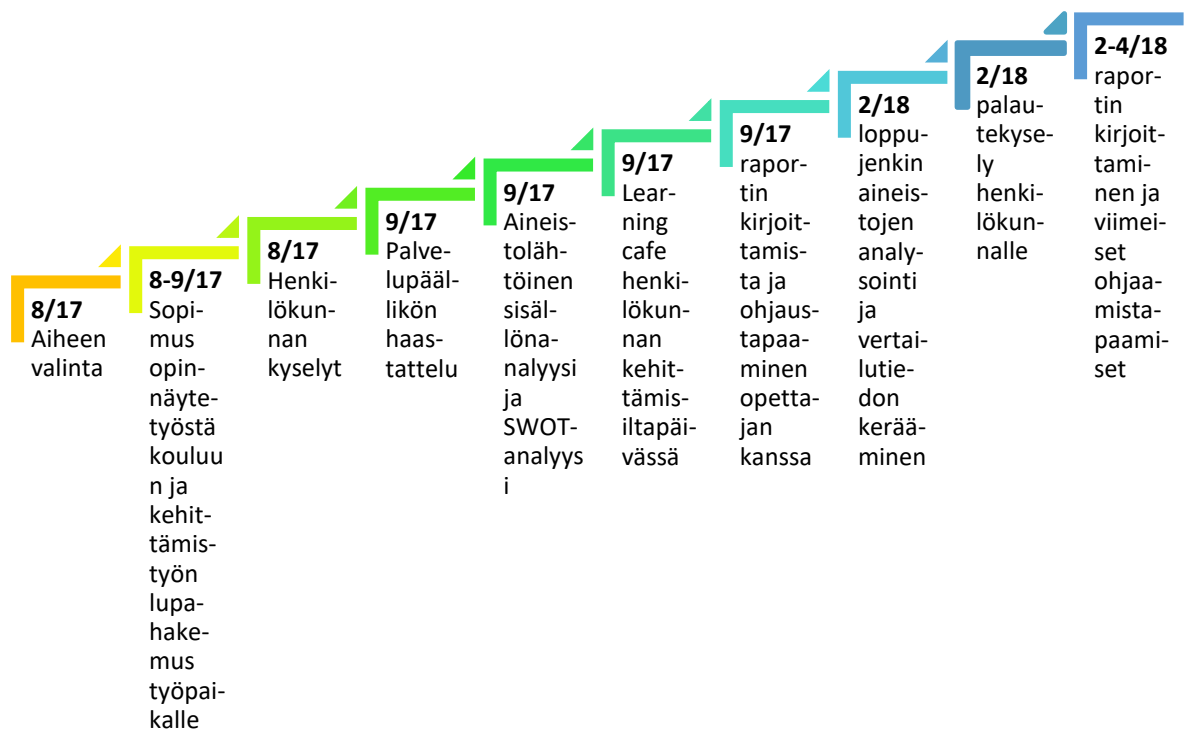 8/17
Aiheen
valinta
8-9/17
Sopi-
mus
opin-
näyte-
työstä
kouluu
n ja
kehit-
tämis-
työn
lupa-
hake-
mus
työpai-
kalle
8/17
Henki-
lökun-
nan
kyselyt
9/17
Palve-
lupääl-
likön
haas-
tattelu
9/17
Aineis-
toläh-
töinen
sisäl-
löna-
nalyysi
ja
SWOT-
analyys
i
9/17
Lear-
ning
cafe
henki-
lökun-
nan
kehit-
tämis-
iltapäi-
vässä
9/17
rapor-
tin
kirjoit-
tamis-
ta ja
ohjaus-
tapaa-
minen
opetta-
jan
kanssa
2/18
loppu-
jenkin
aineis-
tojen
analy-
sointi
ja
vertai-
lutie-
don
kerää-
minen
2/18
palau-
tekyse-
ly
henki-
lökun-
nalle
2-4/18
rapor-
tin
kirjoit-
tami-
nen ja
viimei-
set
ohjaa-
mista-
paami-
set